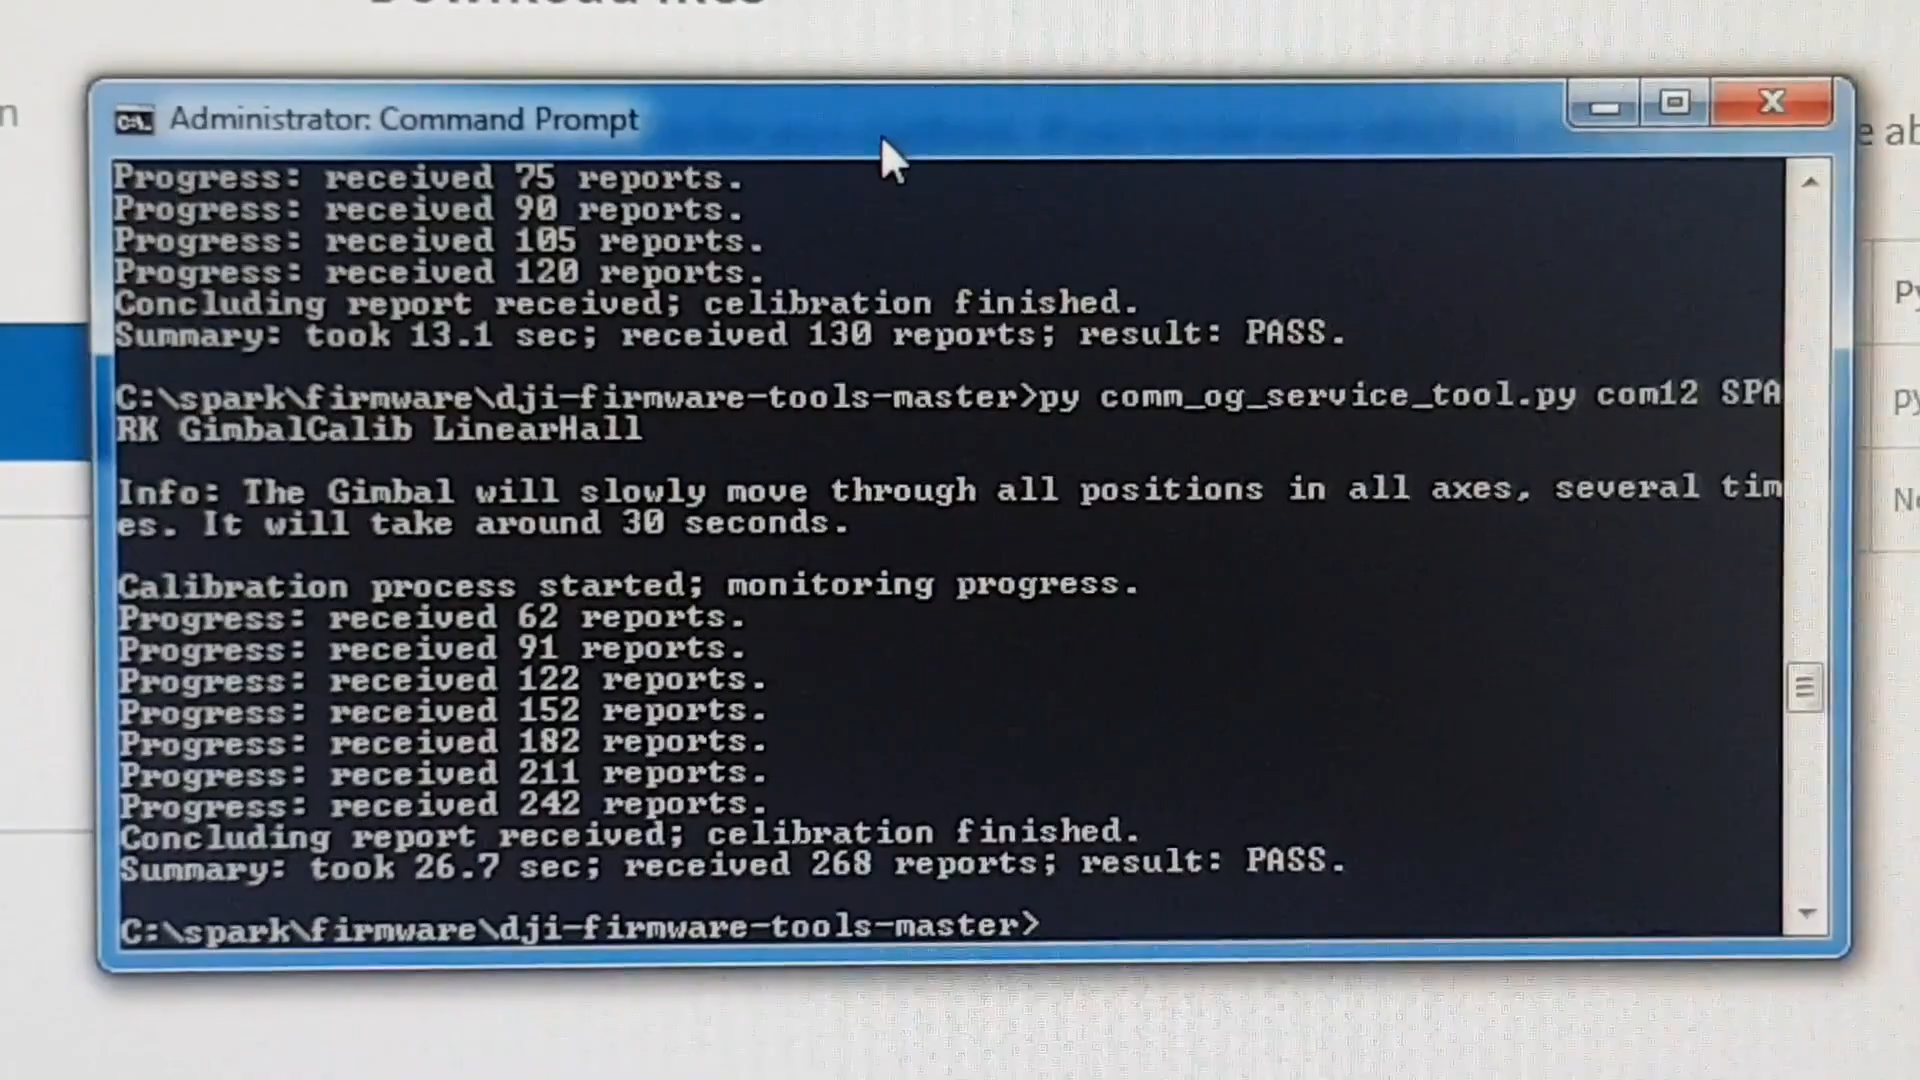 Download files
n
Administrator: Command Prompt
e ab
Progress: received 75 reports.
Progress: received 90 reports.
Progress: received 105 reports.
Progress: received 120 reports.
Concluding report received; celibration finished.
Summary: took 13.1 sec; received 130 reports; result: PASS.
C:\spark\firmware\dji-firmware-tools-master>py comm_og_service_tool.py com12 SPA
RK GimbalCalib LinearHall
Info: The Gimbal will slowly move through all positions in all axes, several tim
es. It will take around 30 seconds.
Calibration process started; monitoring progress.
Progress: received 62 reports.
Progress: received 91 reports.
Progress: received 122 reports.
Progress: received 152 reports.
Progress: received 182 reports.
Progress: received 211 reports.
Progress: received 242 reports.
Concluding report received; celibration finished.
Summary: took 26.7 sec; received 268 reports; result: PASS.
C:\spark\firmware\dji-firmware-tools-master>
Py
py